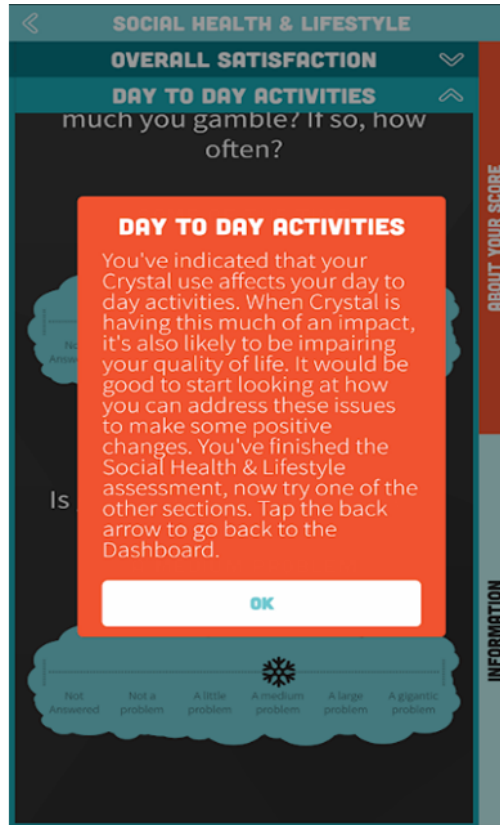 SOCIAL HEALTH & LIFESTYLE
OVERALL SATISFACTION
DAY TO DAY ACTIVITIES
much you gamble? If so, how
often?
ABOUT YOUR SCORE
DAY TO DAY ACTIVITIES
You've indicated that your
Crystal use affects your day to
day activities. When Crystal is
having this much of an impact,
it's also likely to be impairing
your quality of life. It would be
good to start looking at how
you can address these issues
to make some positive
changes. You've finished the
Social Health & Lifestyle
assessment, now try one of the
other sections. Tap the back
arrow to go back to the
Dashboard.
OK
Is
INFORMATION
Not Answered
Not a problem
A little problem
A medium problem
A large problem
A gigantic problem